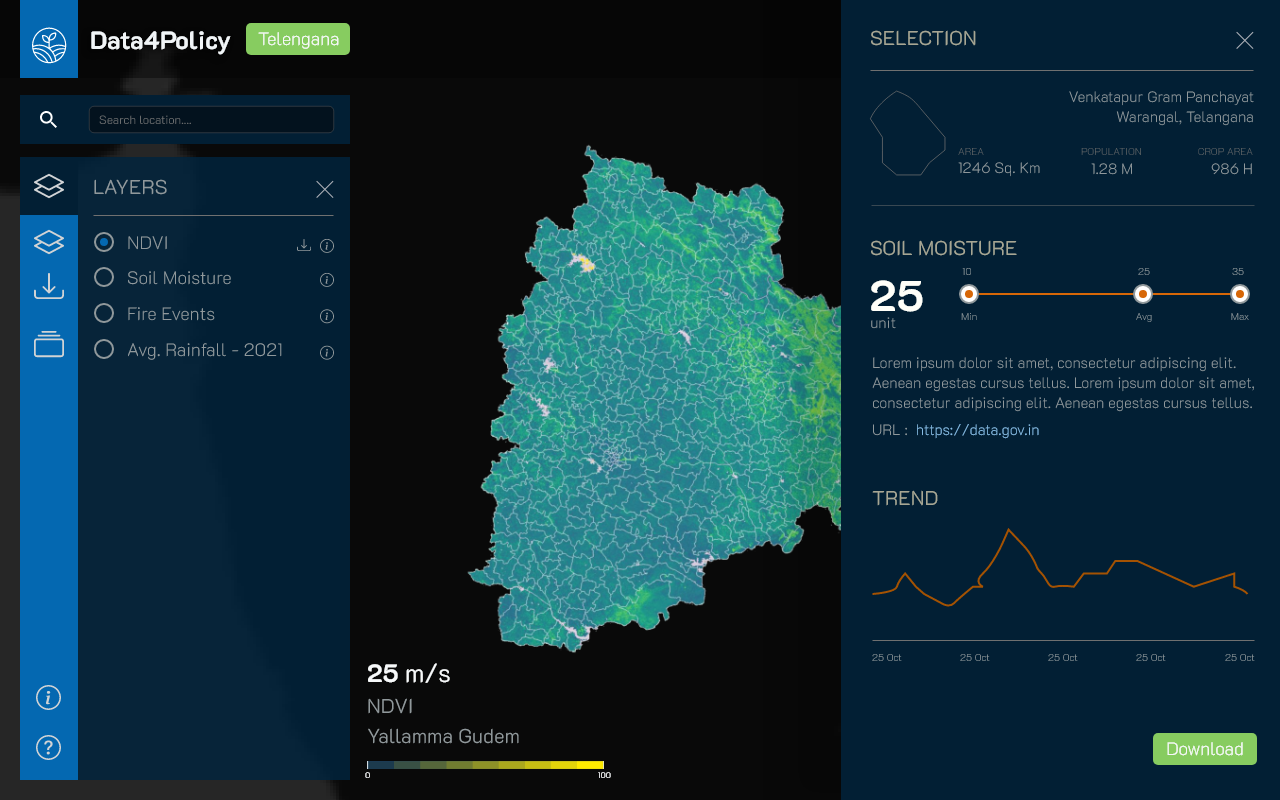 Data4Policy
Telengana
Search location....
LAYERS
NDVI
Soil Moisture
Fire Events
Avg. Rainfall - 2021
25 m/s
NDVI
Yallamma Gudem
0 100
SELECTION
Venkatapur Gram Panchayat
Warangal, Telangana
AREA POPULATION CROP AREA
1246 Sq. Km 1.28 M 986 H
SOIL MOISTURE
10 25 35
25
unit
Min Avg Max
Lorem ipsum dolor sit amet, consectetur adipiscing elit.
Aenean egestas cursus tellus. Lorem ipsum dolor sit amet,
consectetur adipiscing elit. Aenean egestas cursus tellus.
URL : https://data.gov.in
TREND
25 Oct 25 Oct 25 Oct 25 Oct 25 Oct
Download